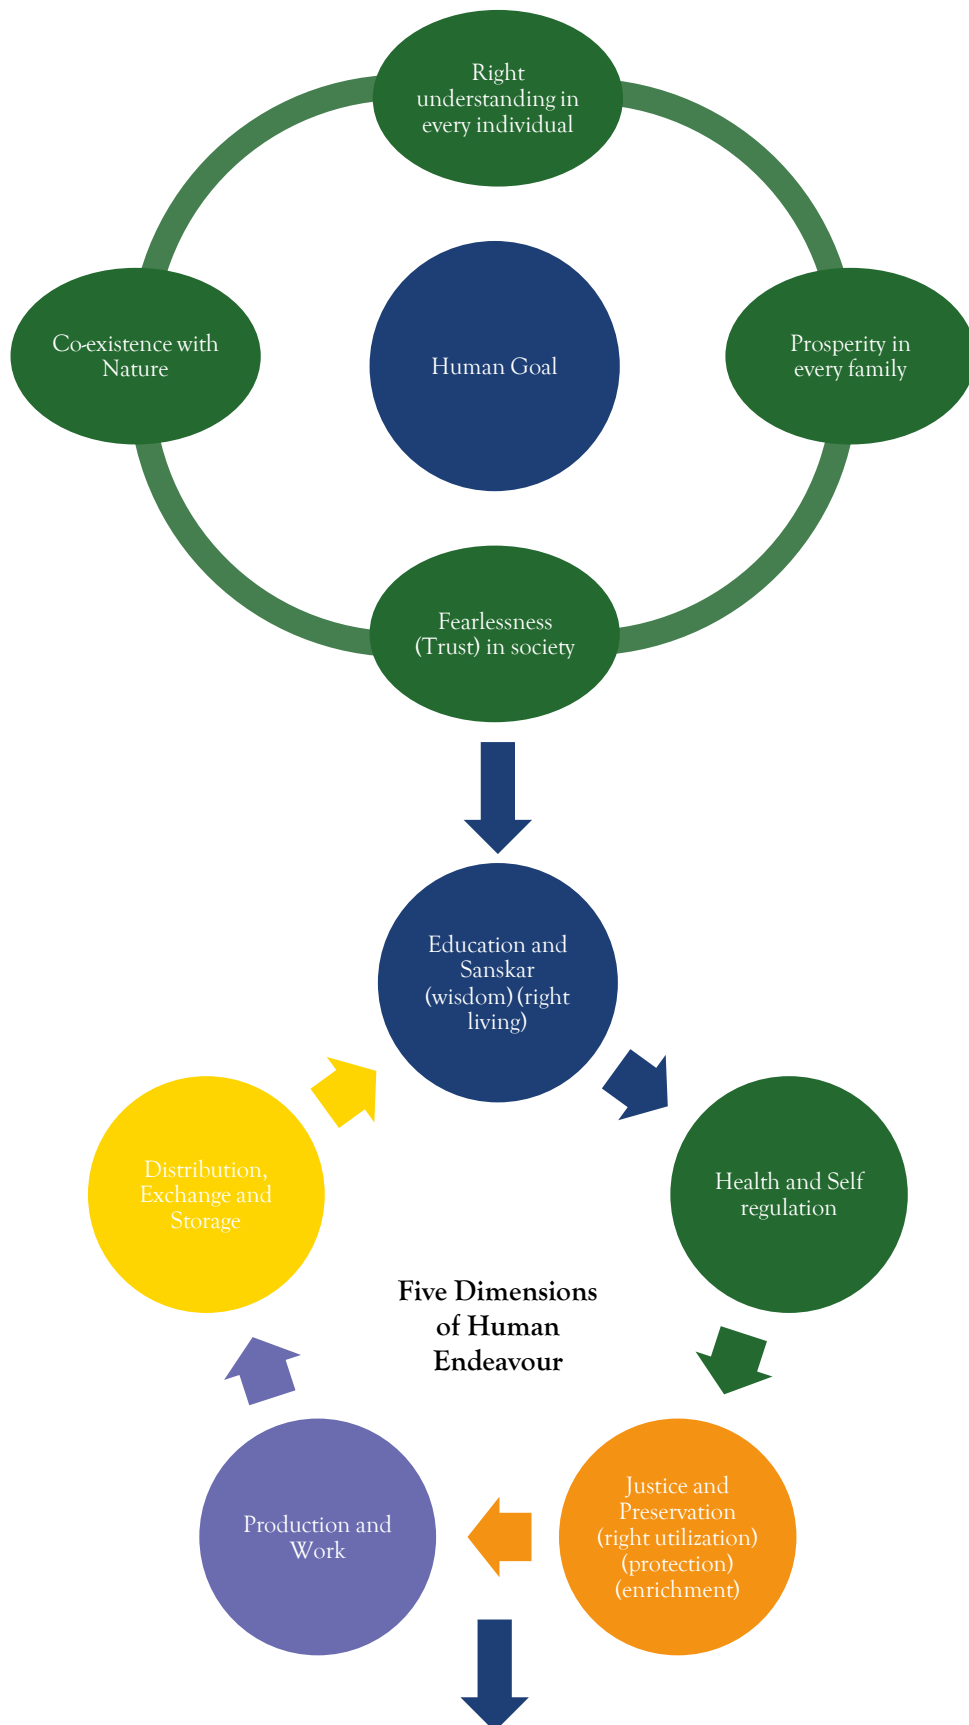 Right
understanding in
every individual
Co-existence with
Nature
Human Goal
Prosperity in
every family
Fearlessness
(Trust) in society
Education and
Sanskar
(wisdom) (right
living)
Distribution,
Exchange and
Storage
Health and Self
regulation
Five Dimensions
of Human
Endeavour
Production and
Work
Justice and
Preservation
(right utilization)
(protection)
(enrichment)